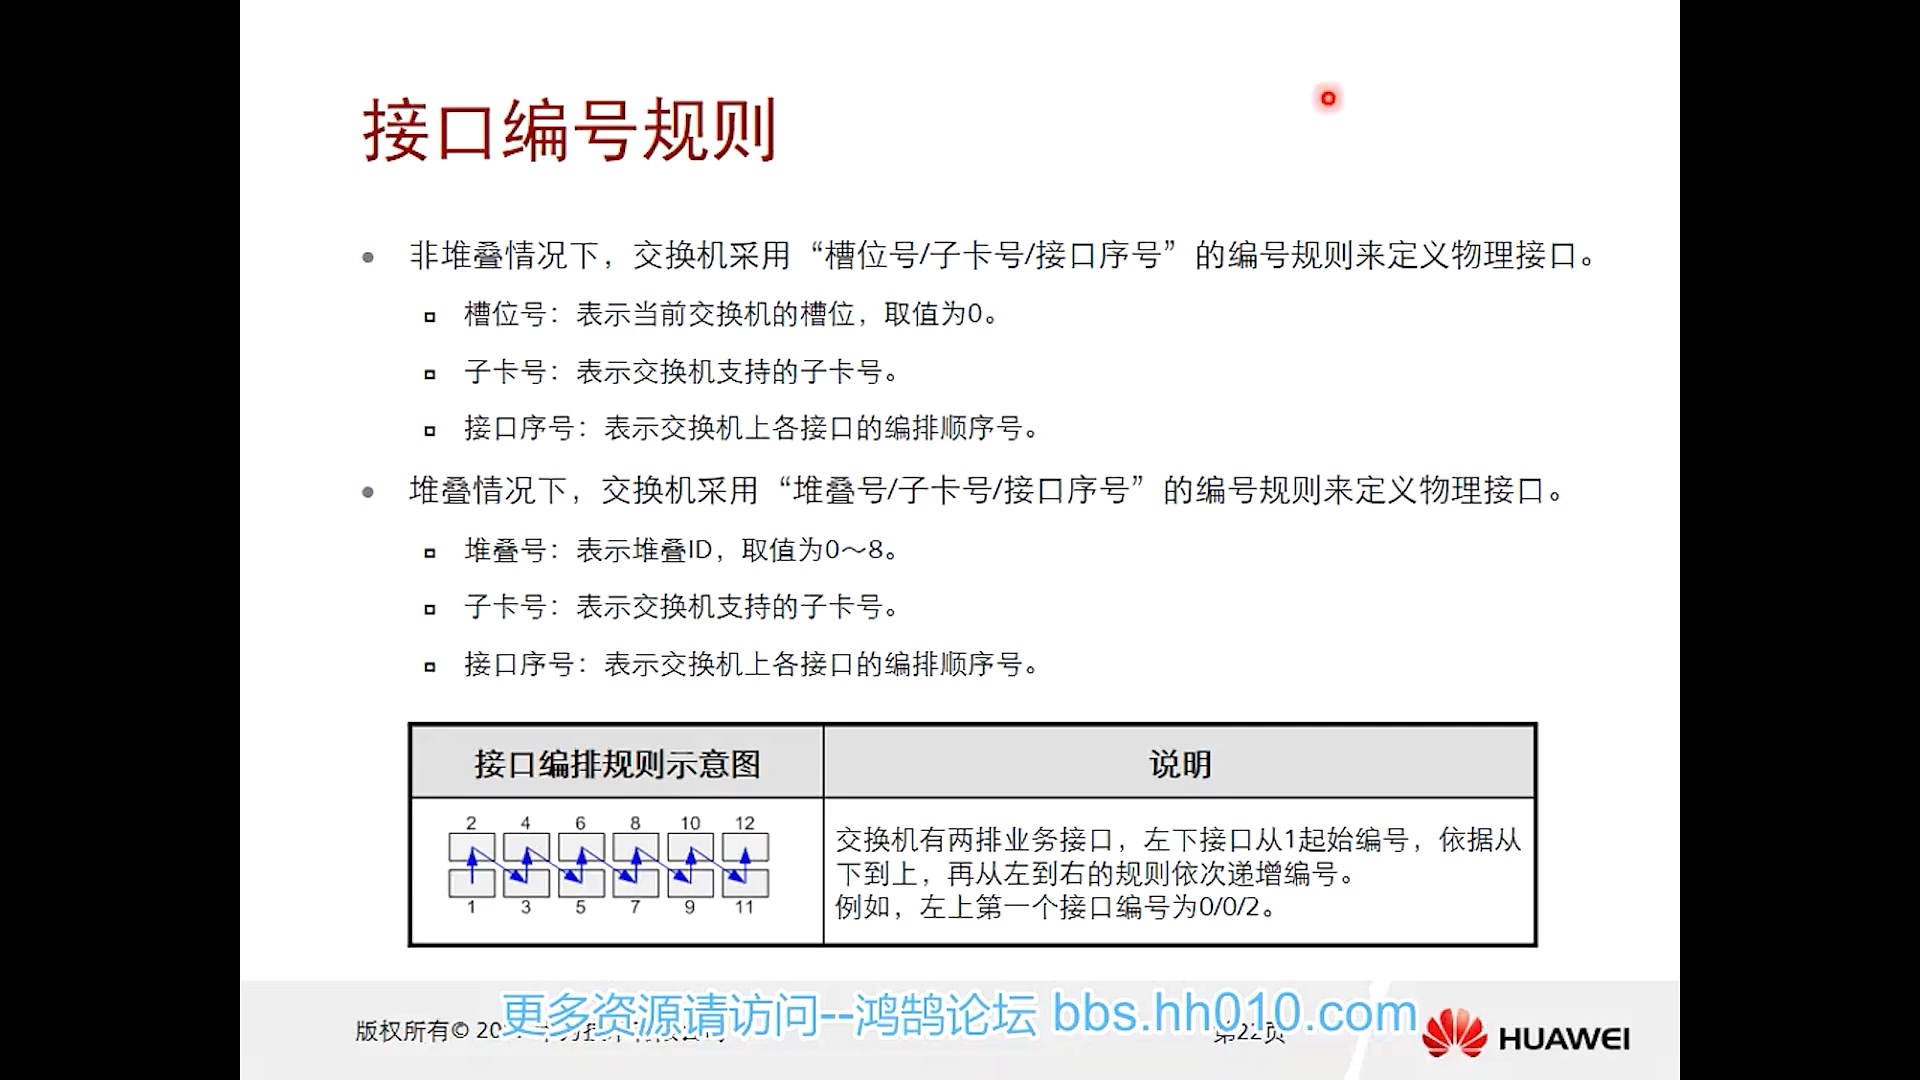 接口编号规则
非堆叠情况下，交换机采用“槽位号/子卡号/接口序号”的编号规则来定义物理接口。
槽位号：表示当前交换机的槽位，取值为0。
子卡号：表示交换机支持的子卡号。
接口序号：表示交换机上各接口的编排顺序号。
堆叠情况下，交换机采用“堆叠号/子卡号/接口序号”的编号规则来定义物理接口。
堆叠号：表示堆叠ID，取值为0～8。
子卡号：表示交换机支持的子卡号。
接口序号：表示交换机上各接口的编排顺序号。
接口编排规则示意图 说明
2 4 6 8 10 12
1 3 5 7 9 11
交换机有两排业务接口，左下接口从1起始编号，依据从
下到上，再从左到右的规则依次递增编号。
例如，左上第一个接口编号为0/0/2。
更多资源请访问--鸿鹄论坛 bbs.hh010.com
版权所有© 20
第22页
HUAWEI